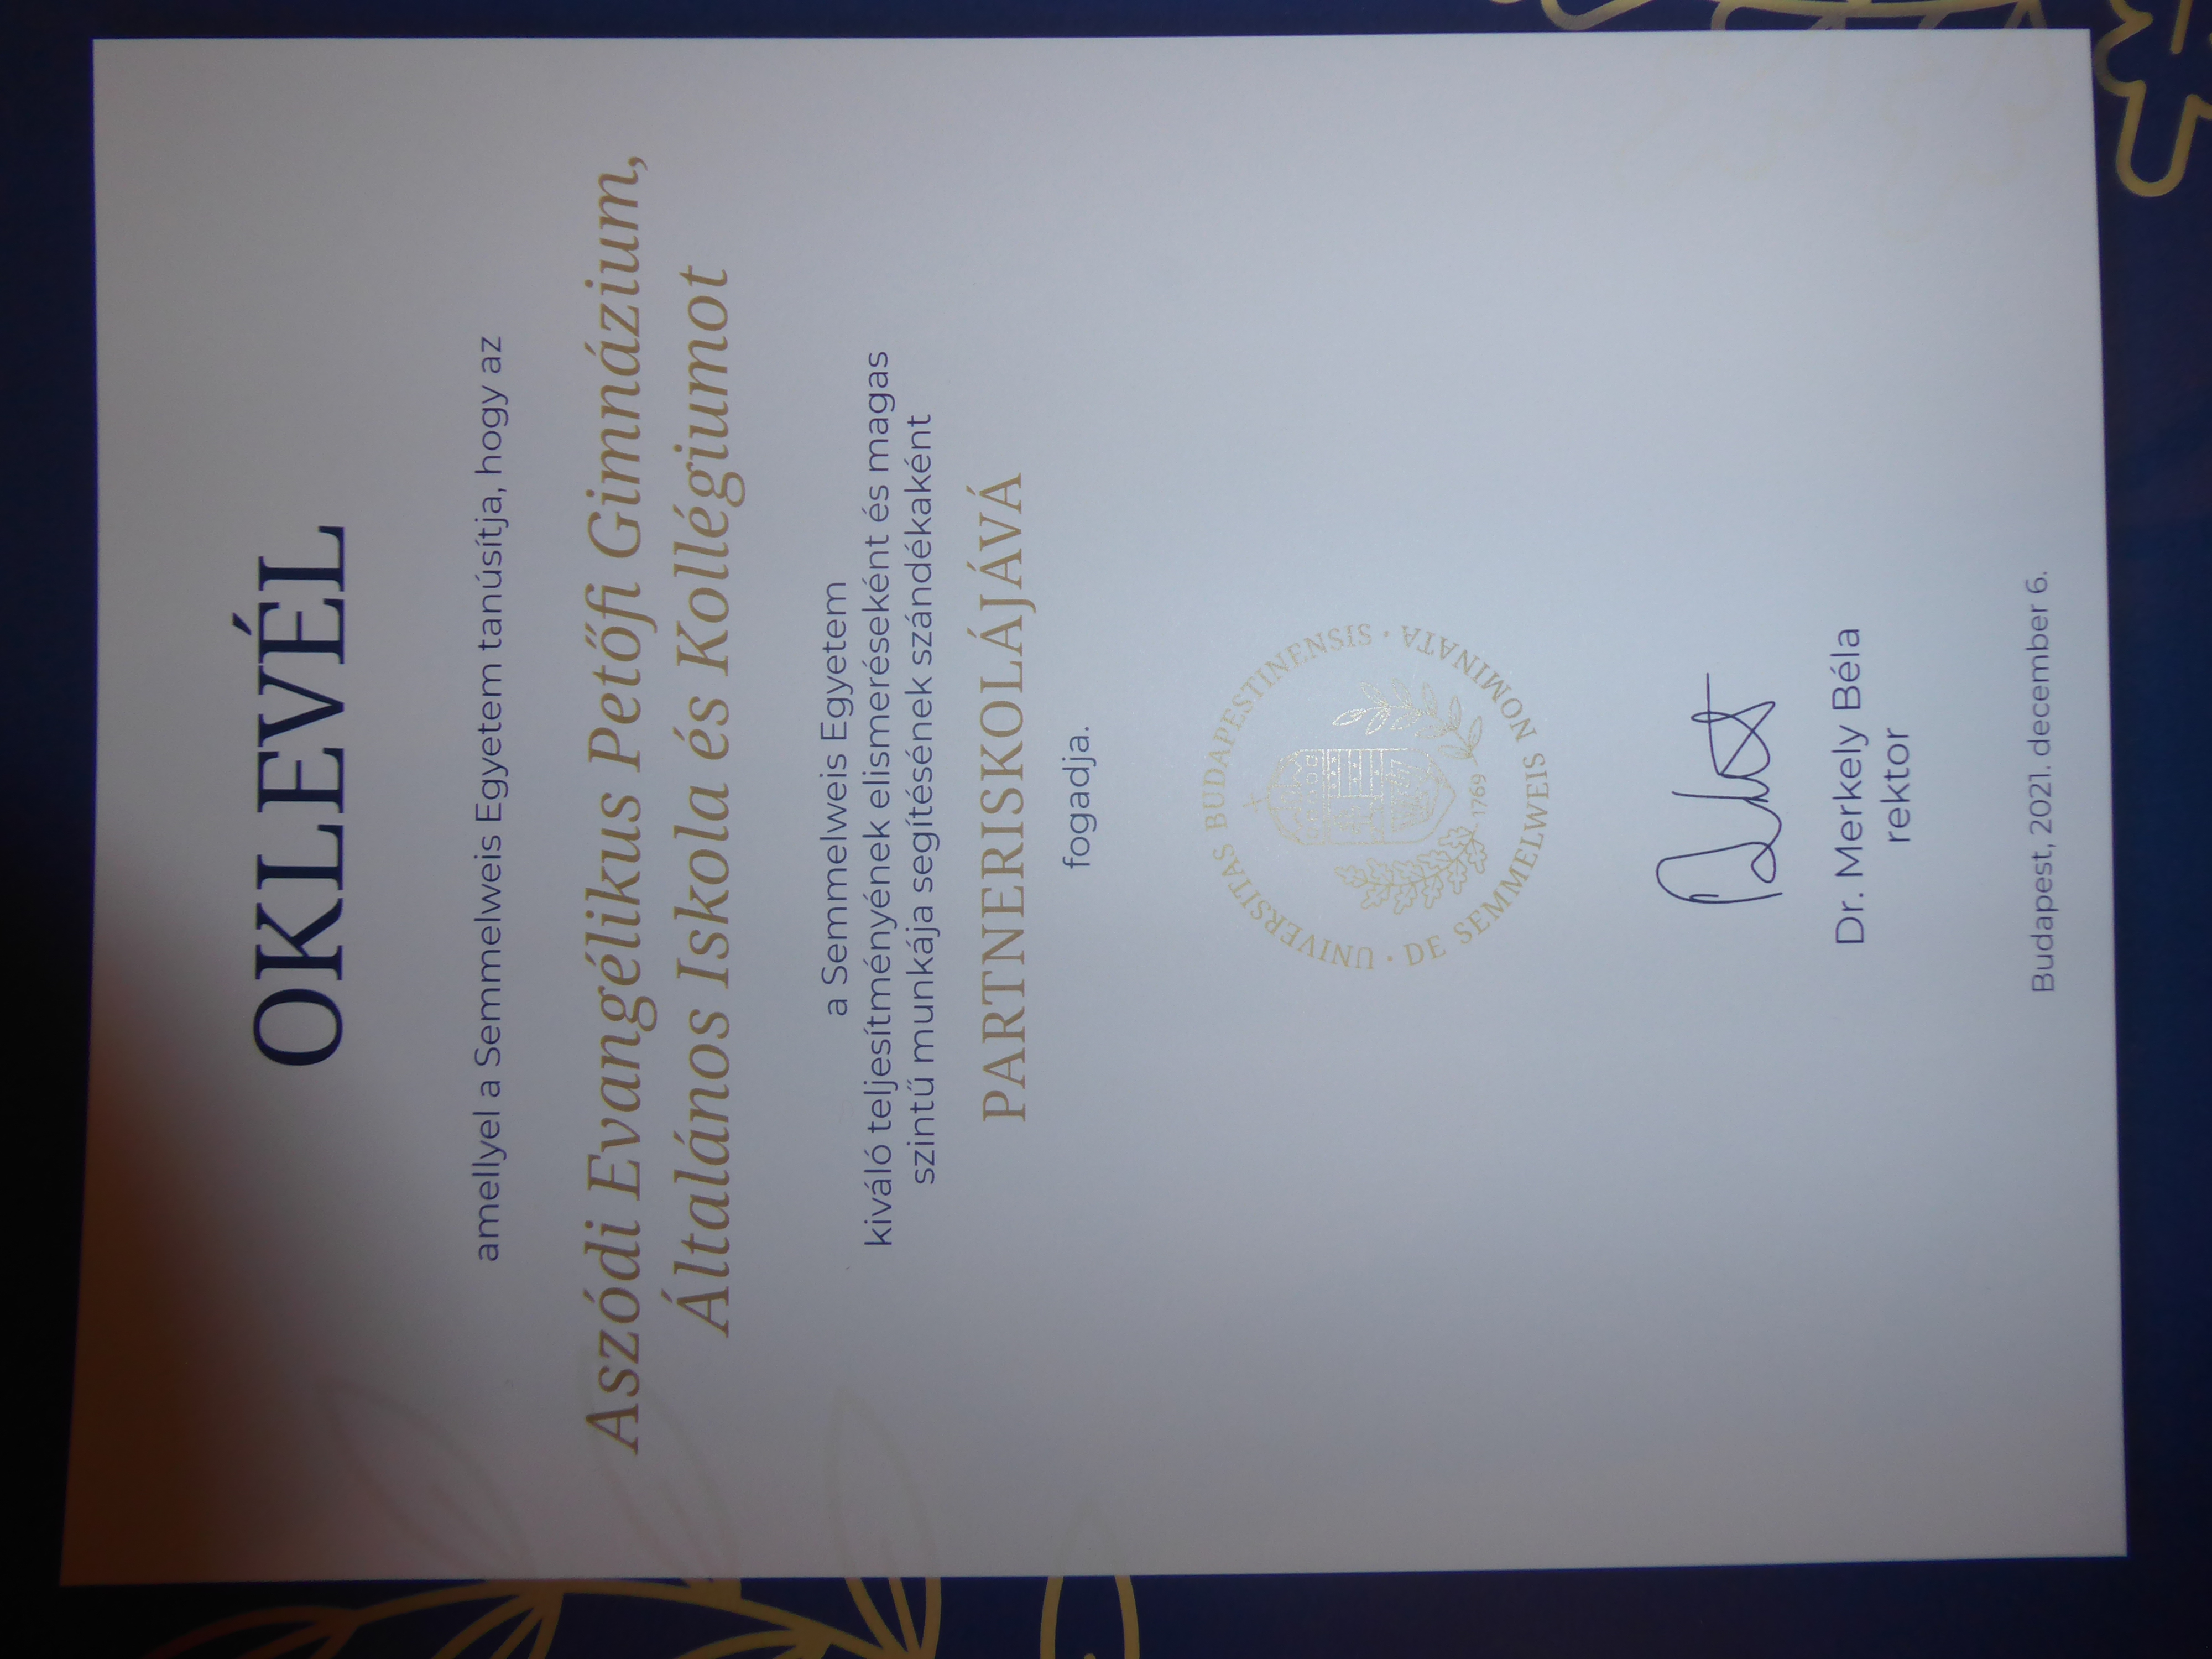 OKLEVÉL
amellyel a Semmelweis Egyetem tanúsítja, hogy az
Aszódi Evangélikus Petőfi Gimnázium,
Általános Iskola és Kollégiumot
a Semmelweis Egyetem
kiváló teljesítményének elismeréseként és magas
szintű munkája segítésének szándékaként
PARTNERISKOLÁJÁVÁ
fogadja.
UNIVERSITAS BUDAPESTINENSIS · DE SEMMELWEIS NOMINATA ·
1769
Dr. Merkely Béla
rektor
Budapest, 2021. december 6.